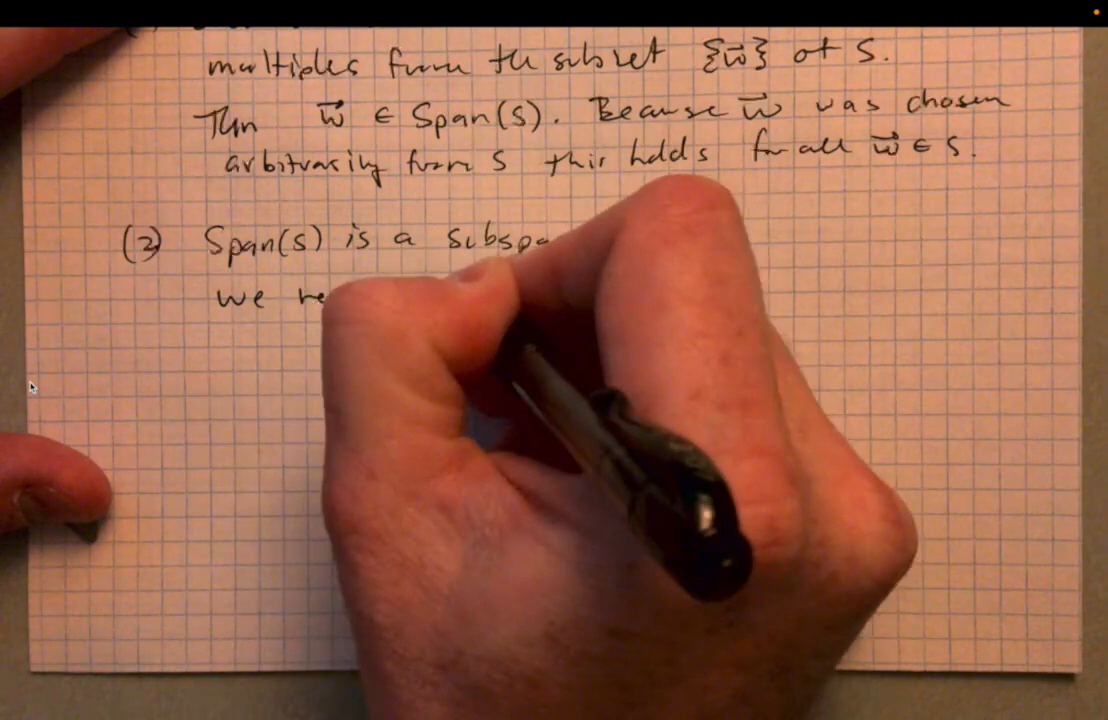 multiples from the subset {w⃗} of S.
Then w⃗ ∈ Span(S). Because w⃗ was chosen
arbitrarily from S this holds for all w⃗ ∈ S.
(2) Span(S) is a subspa
we re